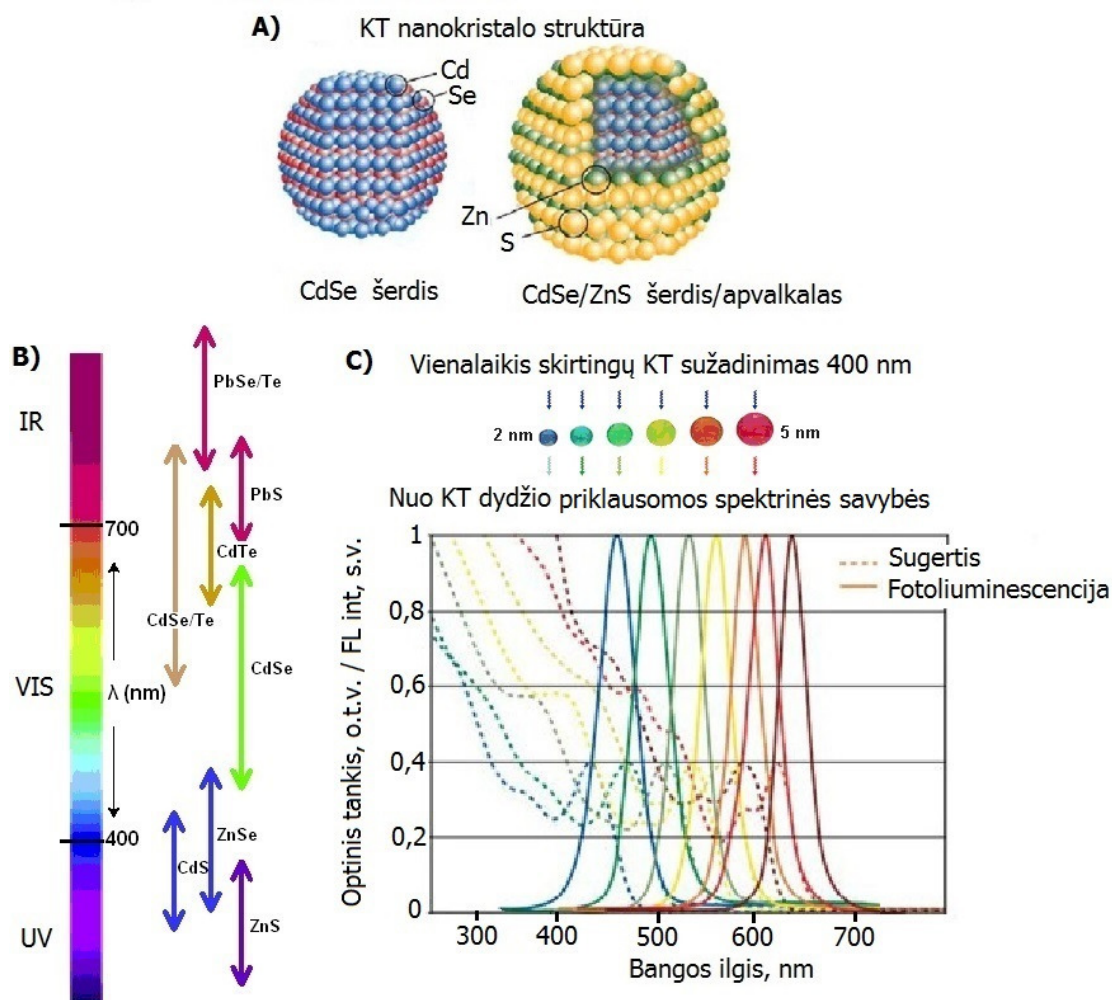 A)
KT nanokristalo struktūra
Cd
Se
Zn
S
CdSe šerdis
CdSe/ZnS šerdis/apvalkalas
B)
IR
700
λ (nm)
VIS
400
UV
PbSe/Te
PbS
CdTe
CdSe/Te
CdSe
ZnSe
CdS
ZnS
C)
Vienalaikis skirtingų KT sužadinimas 400 nm
2 nm
5 nm
Nuo KT dydžio priklausomos spektrinės savybės
Sugertis
Fotoliuminescencija
Optinis tankis, o.t.v. / FL int, s.v.
1
0,8
0,6
0,4
0,2
0
300 400 500 600 700
Bangos ilgis, nm